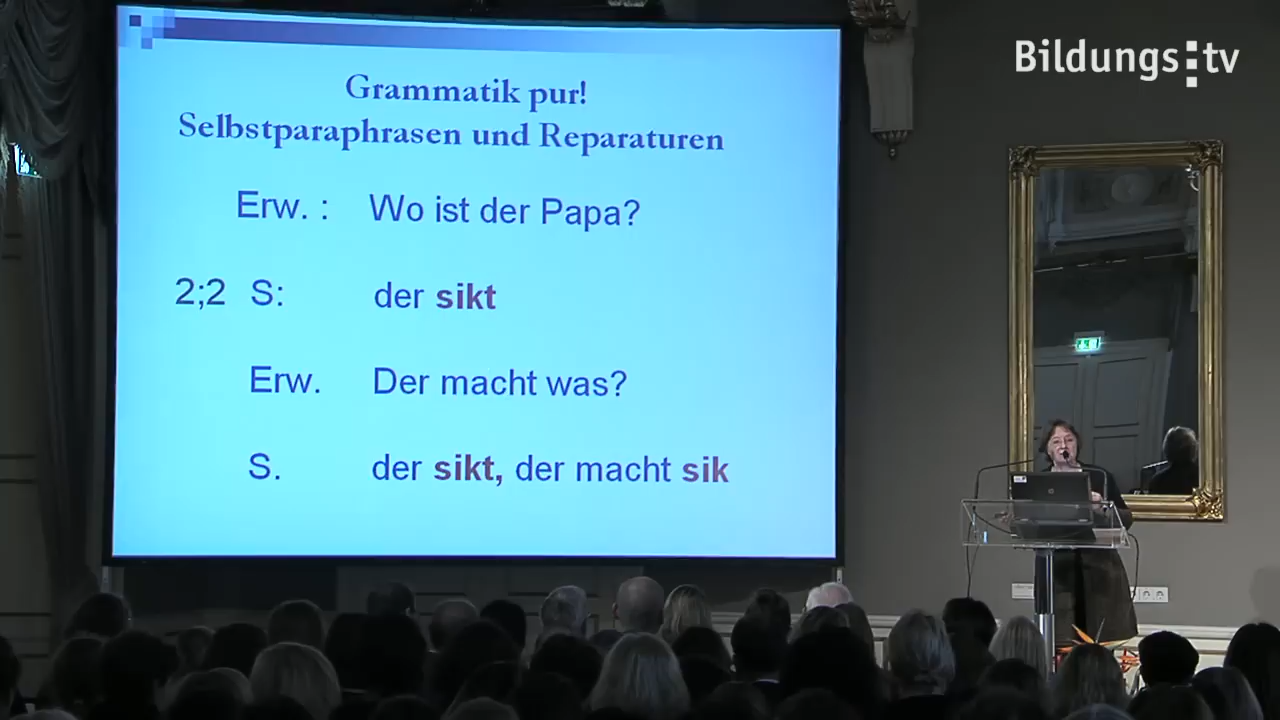 Bildungs:tv
Grammatik pur!
Selbstparaphrasen und Reparaturen
Erw. : Wo ist der Papa?
2;2 S: der sikt
Erw. Der macht was?
S. der sikt, der macht sik